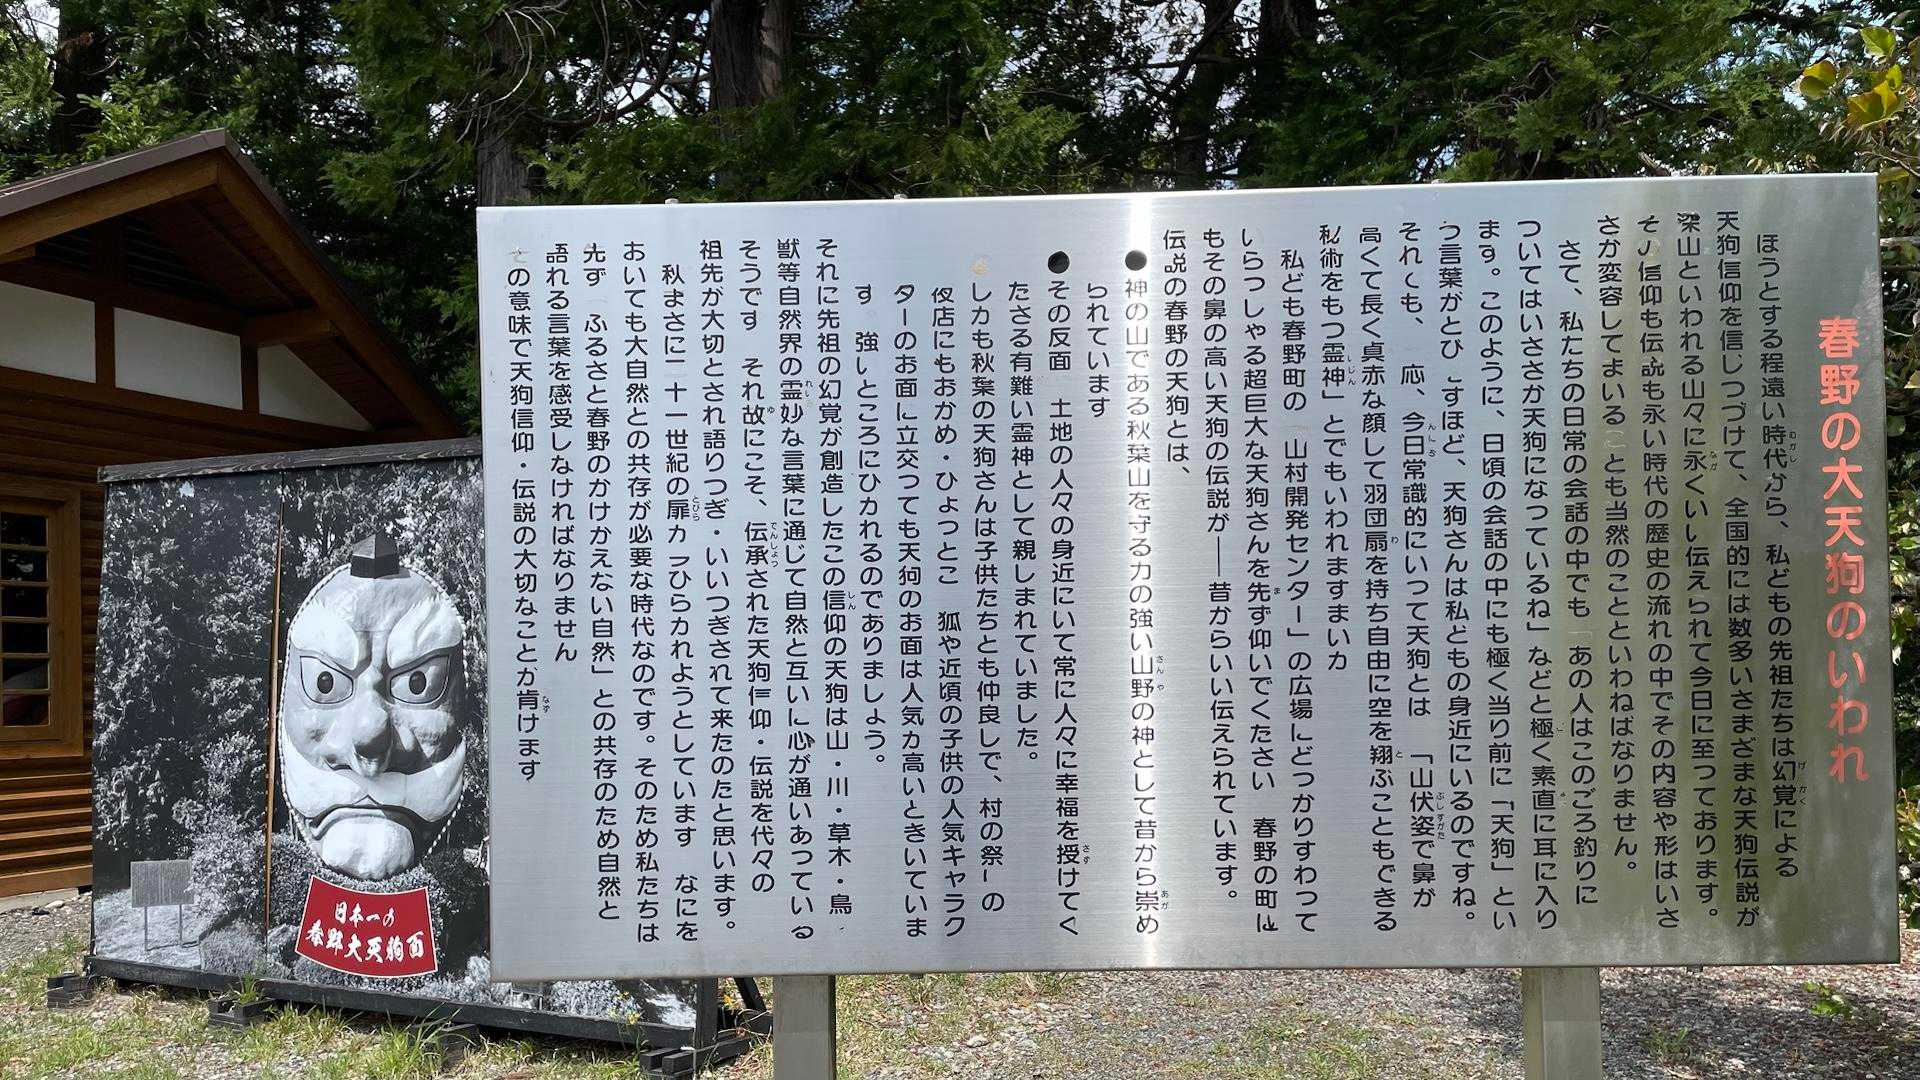 春野の大天狗のいわれ
ほうとする程遠い時代から、私どもの先祖たちは幻覚による
天狗信仰を信じつづけて、全国的には数多いさまざまな天狗伝説が
深山といわれる山々に永くいい伝えられて今日に至っております。
その信仰も伝説も永い時代の歴史の流れの中でその内容や形はいさ
さか変容してまいることも当然のことといわねばなりません。
さて、私たちの日常の会話の中でも「あの人はこのごろ釣りに
ついてはいささか天狗になっているね」などと極く素直に耳に入り
ます。このように、日頃の会話の中にも極く当り前に「天狗」とい
う言葉がとび すほど、天狗さんは私どもの身近にいるのですね。
それでも、 応、今日常識的にいって天狗とは 「山伏姿で鼻が
高くて長く真赤な顔して羽団扇を持ち自由に空を翔ぶこともできる
秘術をもつ霊神」とでもいわれますまいか
私ども春野町の「山村開発センター」の広場にどっかりすわって
いらっしゃる超巨大な天狗さんを先ず仰いでください 春野の町に
もその鼻の高い天狗の伝説が――昔からいい伝えられています。
伝説の春野の天狗とは、
●神の山である秋葉山を守る力の強い山野の神として昔から崇め
られています
●その反面 土地の人々の身近にいて常に人々に幸福を授けてく
ださる有難い霊神として親しまれていました。
しかも秋葉の天狗さんは子供たちとも仲良しで、村の祭りの
夜店にもおかめ・ひょっとこ 狐や近頃の子供の人気キャラク
ターのお面に立交っても天狗のお面は人気が高いときいていま
す 強いところにひかれるのでありましょう。
それに先祖の幻覚が創造したこの信仰の天狗は山・川・草木・鳥
獣等自然界の霊妙な言葉に通じて自然と互いに心が通いあっている
そうです それ故にこそ、伝承された天狗信仰・伝説を代々の
祖先が大切とされ語りつぎ・いいつぎされて来たのだと思います。
秋まさに二十一世紀の扉が つひらかれようとしています なにを
おいても大自然との共存が必要な時代なのです。そのため私たちは
先ず「ふるさと春野のかけがえない自然」との共存のため自然と
語れる言葉を感受しなければなりません
その意味で天狗信仰・伝説の大切なことが肯けます
日本一の
春野大天狗面